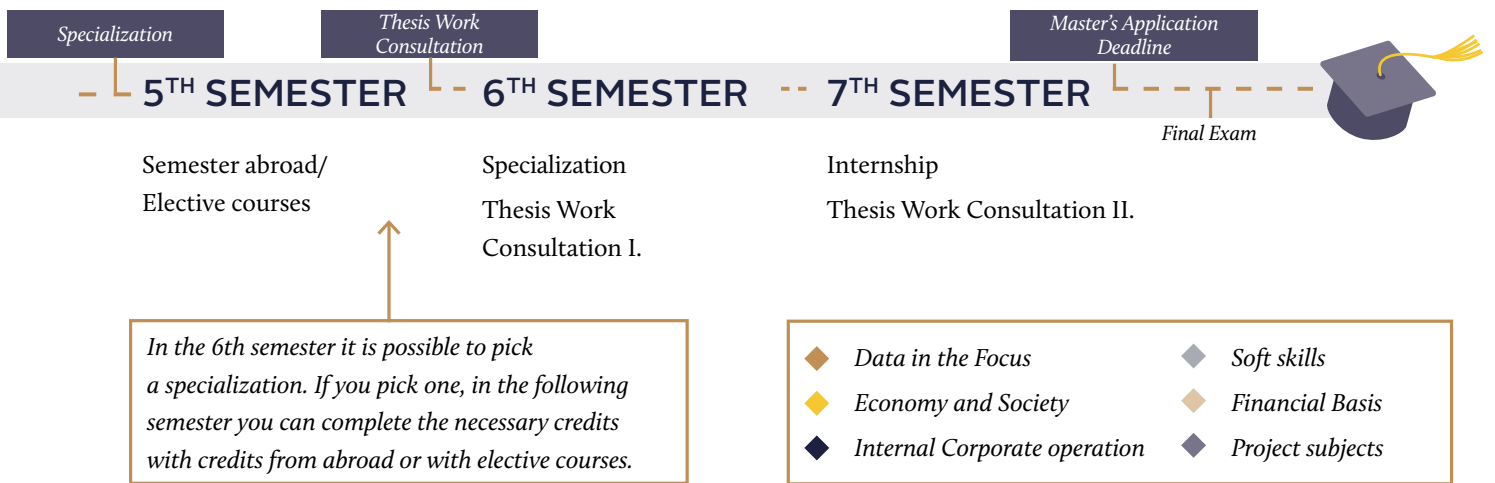 Specialization
Thesis Work
Consultation
Master's Application
Deadline
5TH SEMESTER
6TH SEMESTER
7TH SEMESTER
Final Exam
Semester abroad/
Elective courses
Specialization
Thesis Work
Consultation I.
Internship
Thesis Work Consultation II.
In the 6th semester it is possible to pick
a specialization. If you pick one, in the following
semester you can complete the necessary credits
with credits from abroad or with elective courses.
Data in the Focus
Economy and Society
Internal Corporate operation
Soft skills
Financial Basis
Project subjects